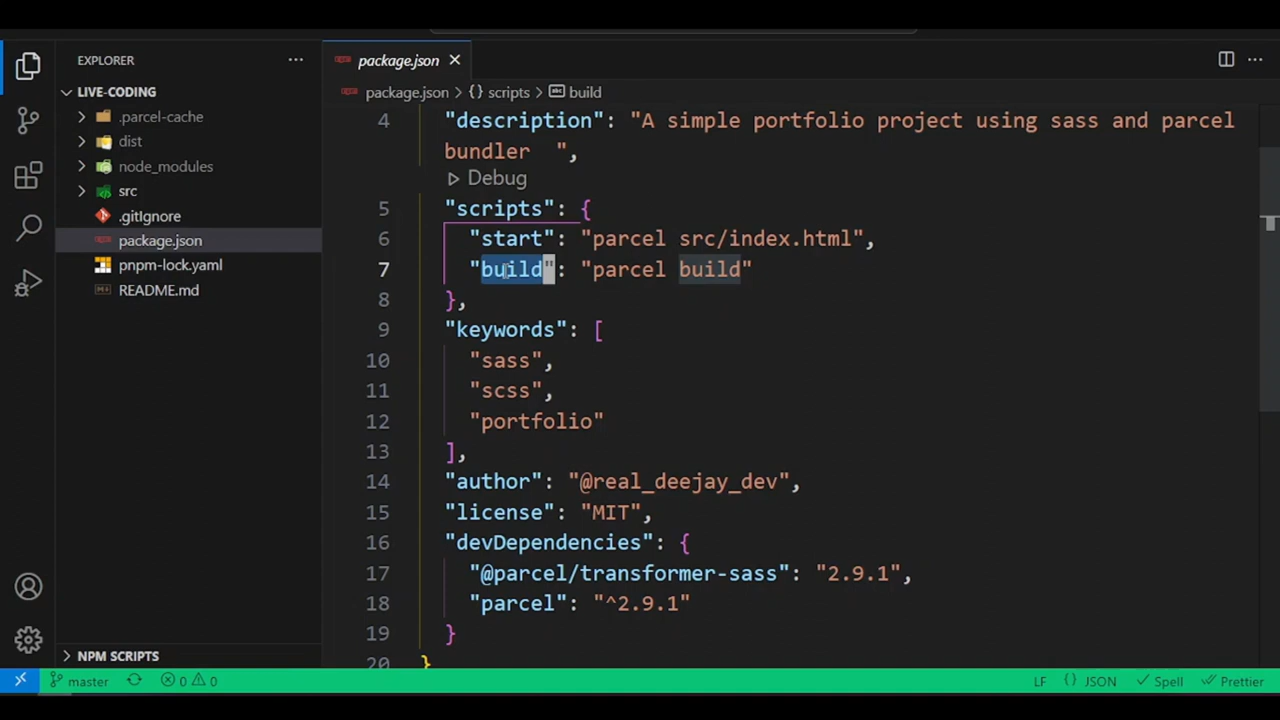 EXPLORER
LIVE-CODING
.parcel-cache
dist
node_modules
src
.gitIgnore
package.json
pnpm-lock.yaml
README.md
NPM SCRIPTS
package.json
package.json > {} scripts > build
4 "description": "A simple portfolio project using sass and parcel
bundler ",
Debug
5 "scripts": {
6 "start": "parcel src/index.html",
7 "build": "parcel build"
8 },
9 "keywords": [
10 "sass",
11 "scss",
12 "portfolio"
13 ],
14 "author": "@real_deejay_dev",
15 "license": "MIT",
16 "devDependencies": {
17 "@parcel/transformer-sass": "2.9.1",
18 "parcel": "^2.9.1"
19 }
20 }
master 0 0 LF {} JSON Spell Prettier